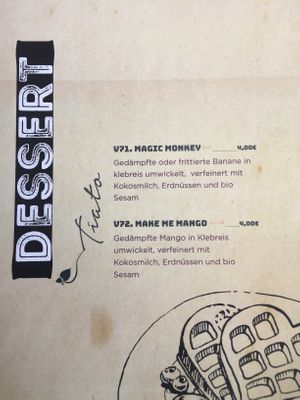 DESSERT
Tiato
V71. MAGIC MONKEY 4,00€
Gedämpfte oder frittierte Banane in
klebreis umwickelt, verfeinert mit
Kokosmilch, Erdnüssen und bio
Sesam
V72. MAKE ME MANGO 4,00€
Gedämpfte Mango in Klebreis
umwickelt, verfeinert mit
Kokosmilch, Erdnüssen und bio
Sesam